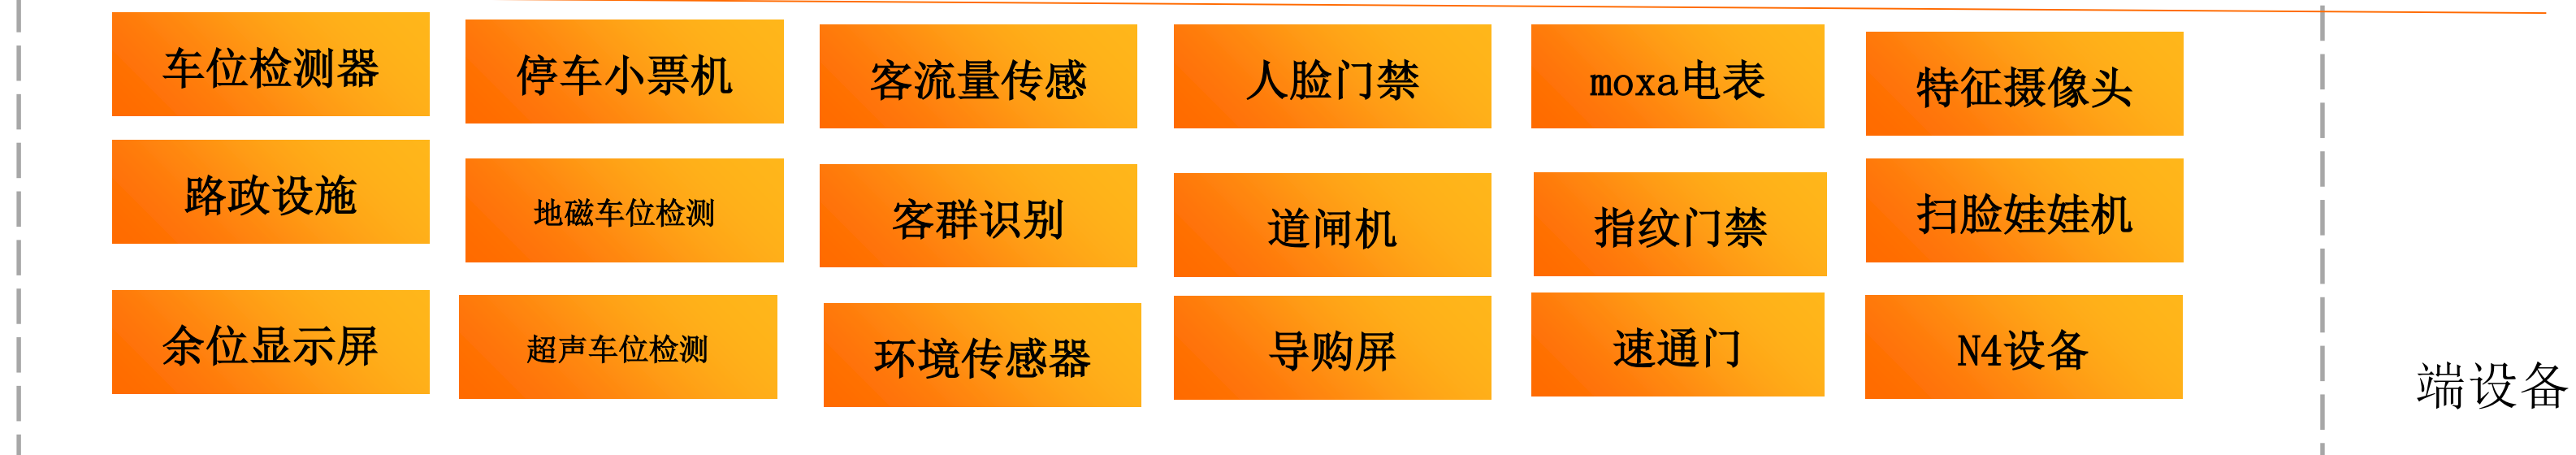 车位检测器
停车小票机
客流量传感
人脸门禁
moxa电表
特征摄像头
路政设施
地磁车位检测
客群识别
道闸机
指纹门禁
扫脸娃娃机
余位显示屏
超声车位检测
环境传感器
导购屏
速通门
N4设备
端设备